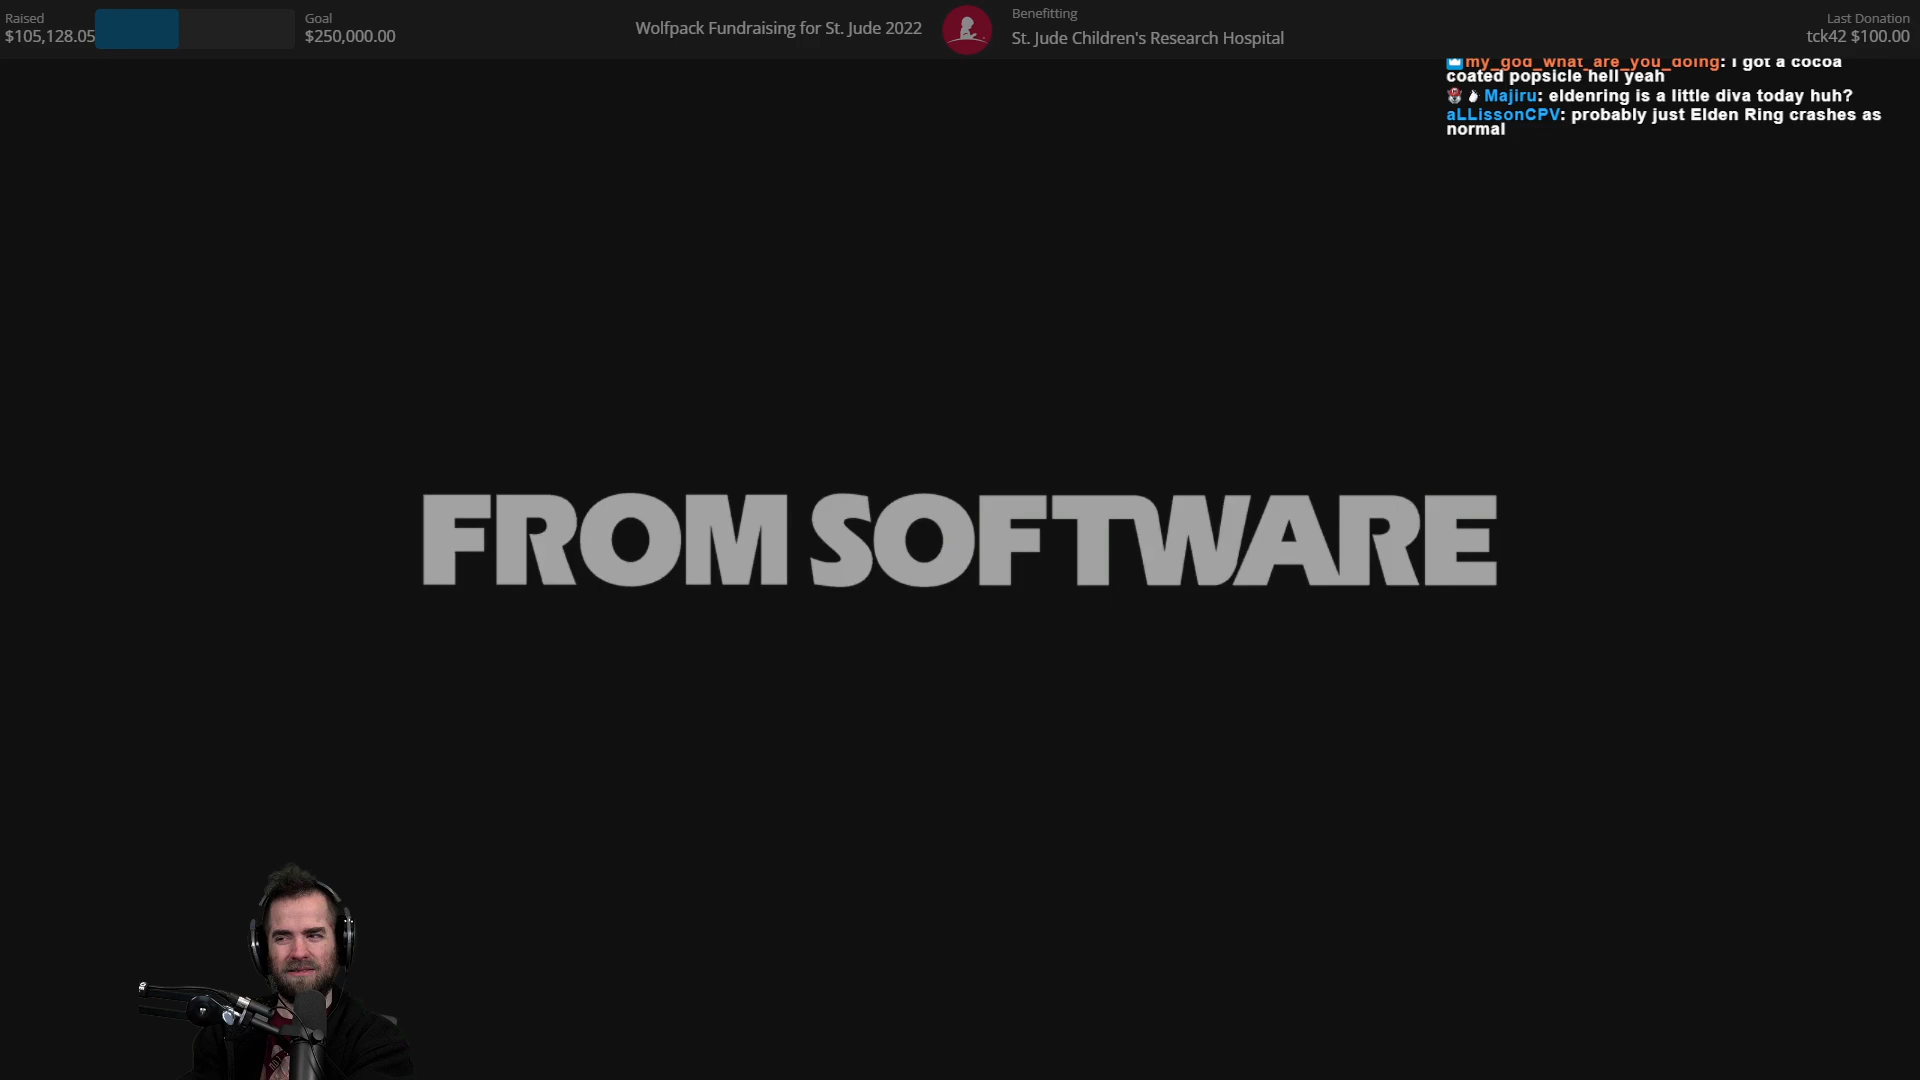 Raised
$105,128.05
Goal
$250,000.00
Wolfpack Fundraising for St. Jude 2022
Benefitting
St. Jude Children's Research Hospital
Last Donation
tck42 $100.00
my_god_what_are_you_doing: i got a cocoa
coated popsicle hell yeah
Majiru: eldenring is a little diva today huh?
aLLissonCPV: probably just Elden Ring crashes as
normal
FROM SOFTWARE